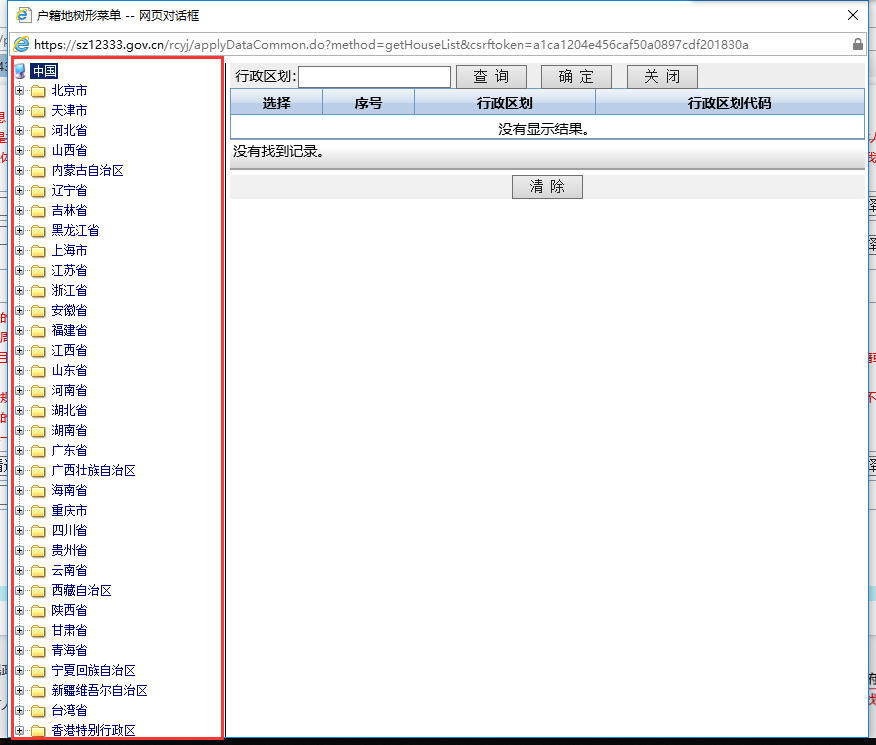 户籍地树形菜单 -- 网页对话框
https://sz12333.gov.cn/rcyj/applyDataCommon.do?method=getHouseList&csrftoken=a1ca1204e456caf50a0897cdf201830a
中国
北京市
天津市
河北省
山西省
内蒙古自治区
辽宁省
吉林省
黑龙江省
上海市
江苏省
浙江省
安徽省
福建省
江西省
山东省
河南省
湖北省
湖南省
广东省
广西壮族自治区
海南省
重庆市
四川省
贵州省
云南省
西藏自治区
陕西省
甘肃省
青海省
宁夏回族自治区
新疆维吾尔自治区
台湾省
香港特别行政区
行政区划: 查 询 确 定 关 闭
选择 序号 行政区划 行政区划代码
没有显示结果。
没有找到记录。
清 除